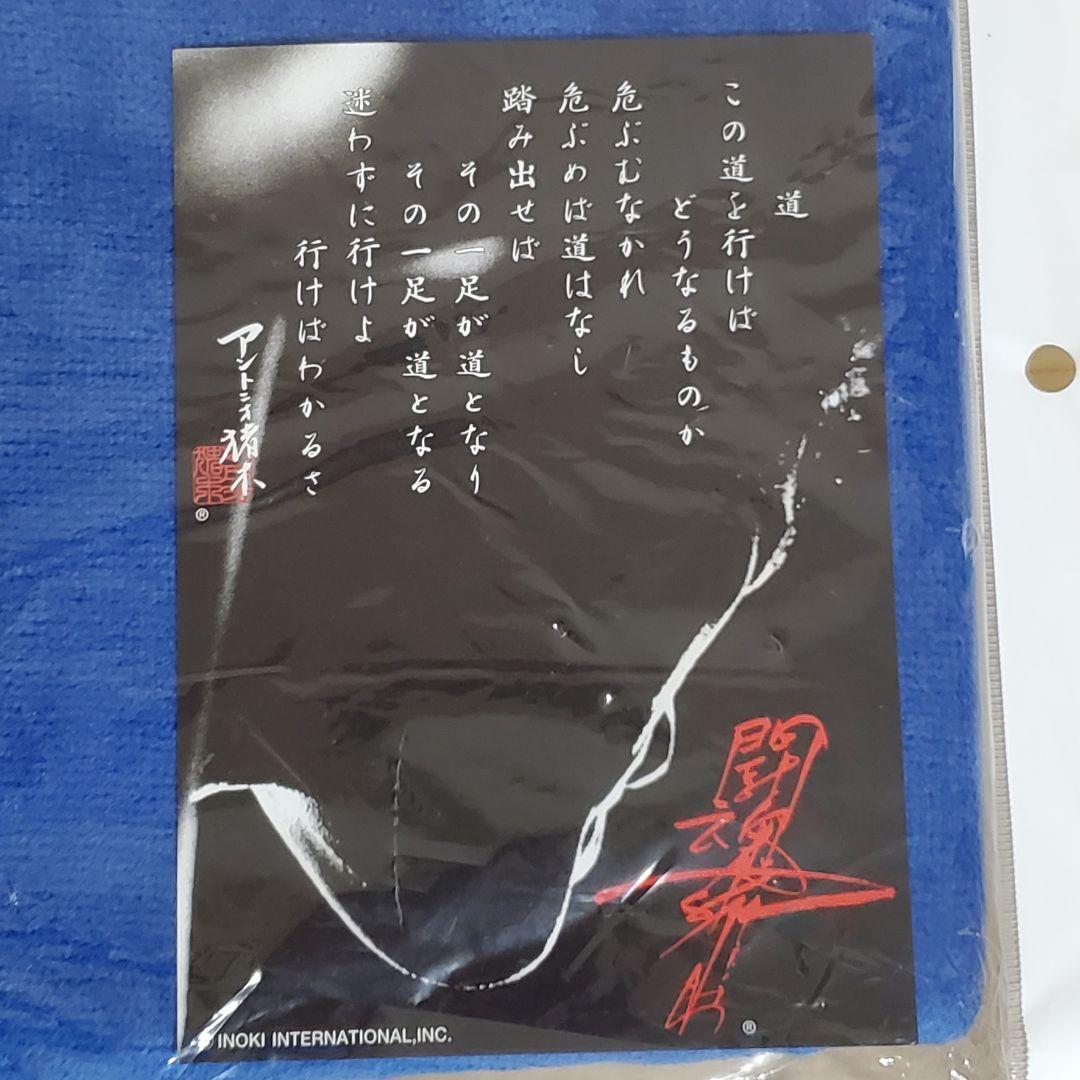 道
この道を行けば
どうなるものか
危ぶむなかれ
危ぶめば道はなし
踏み出せば
その一足が道となり
その一足が道となる
迷わずに行けよ
行けばわかるさ
アントニオ猪木
®
闘魂
®
INOKI INTERNATIONAL,INC.